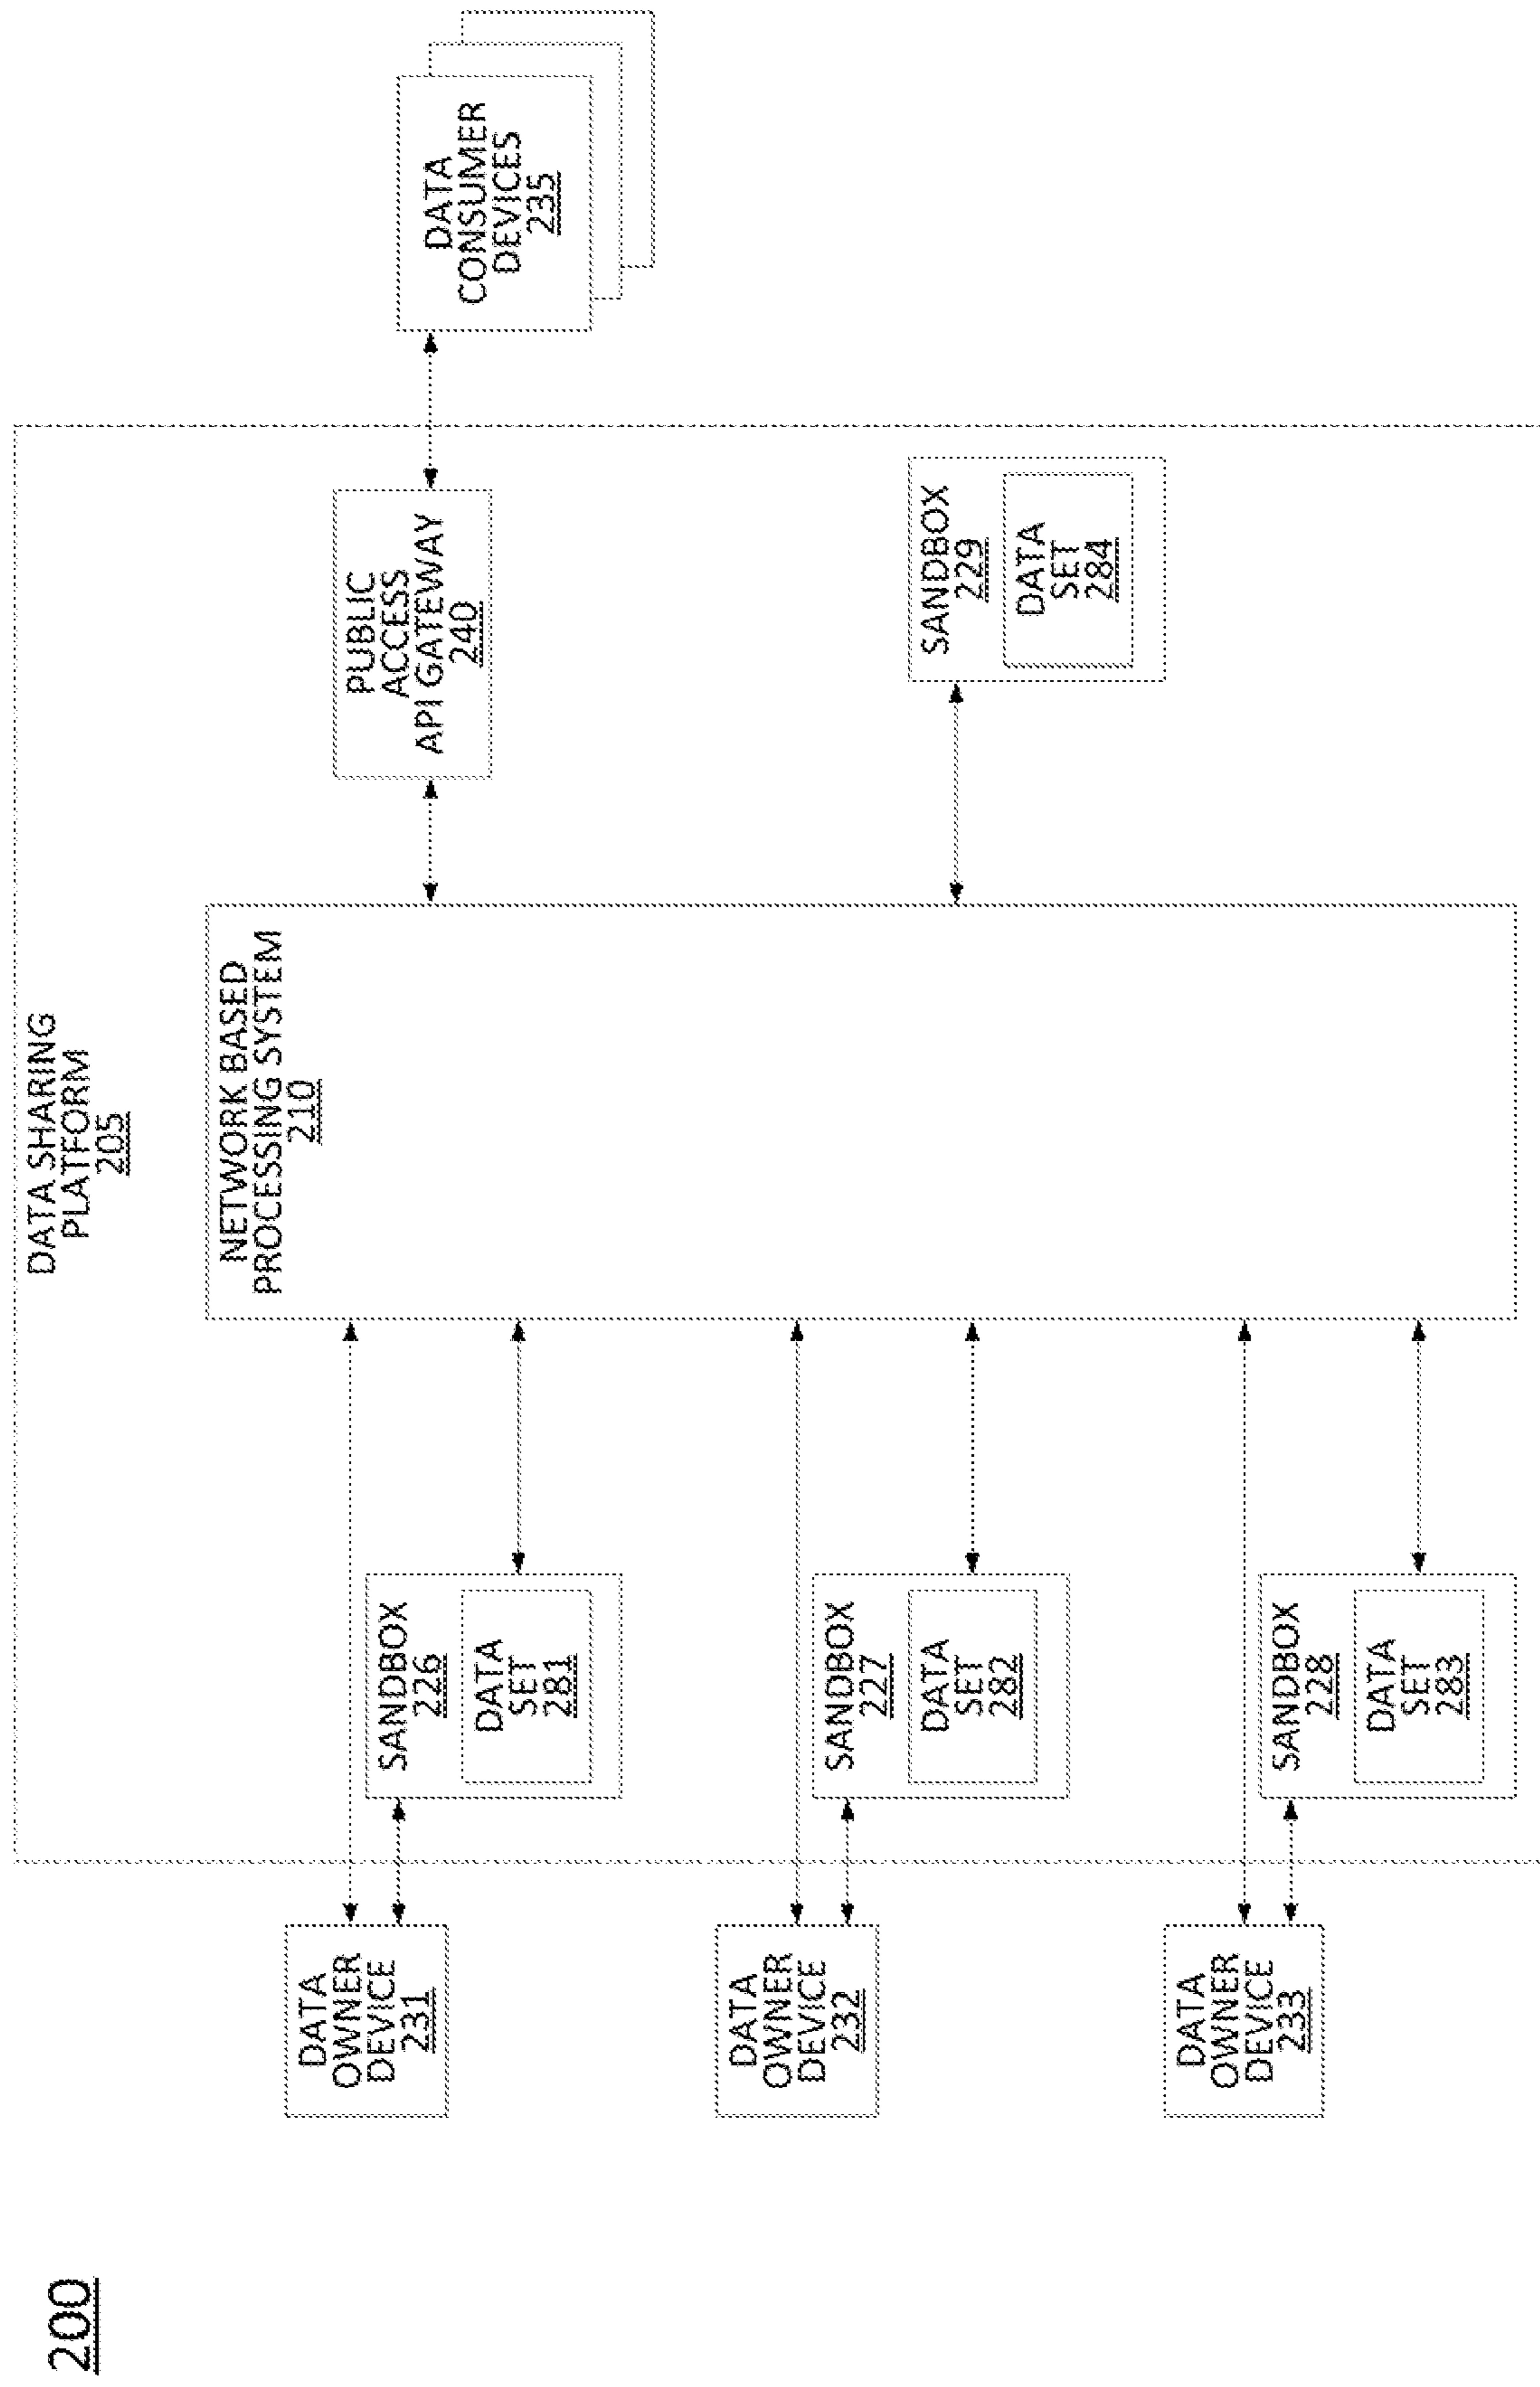 200
DATA SHARING
PLATFORM
205
DATA
OWNER
DEVICE
231
SANDBOX
226
DATA
SET
281
NETWORK BASED
PROCESSING SYSTEM
210
PUBLIC
ACCESS
API GATEWAY
240
DATA
CONSUMER
DEVICES
235
DATA
OWNER
DEVICE
232
SANDBOX
227
DATA
SET
282
SANDBOX
229
DATA
SET
284
DATA
OWNER
DEVICE
233
SANDBOX
228
DATA
SET
283